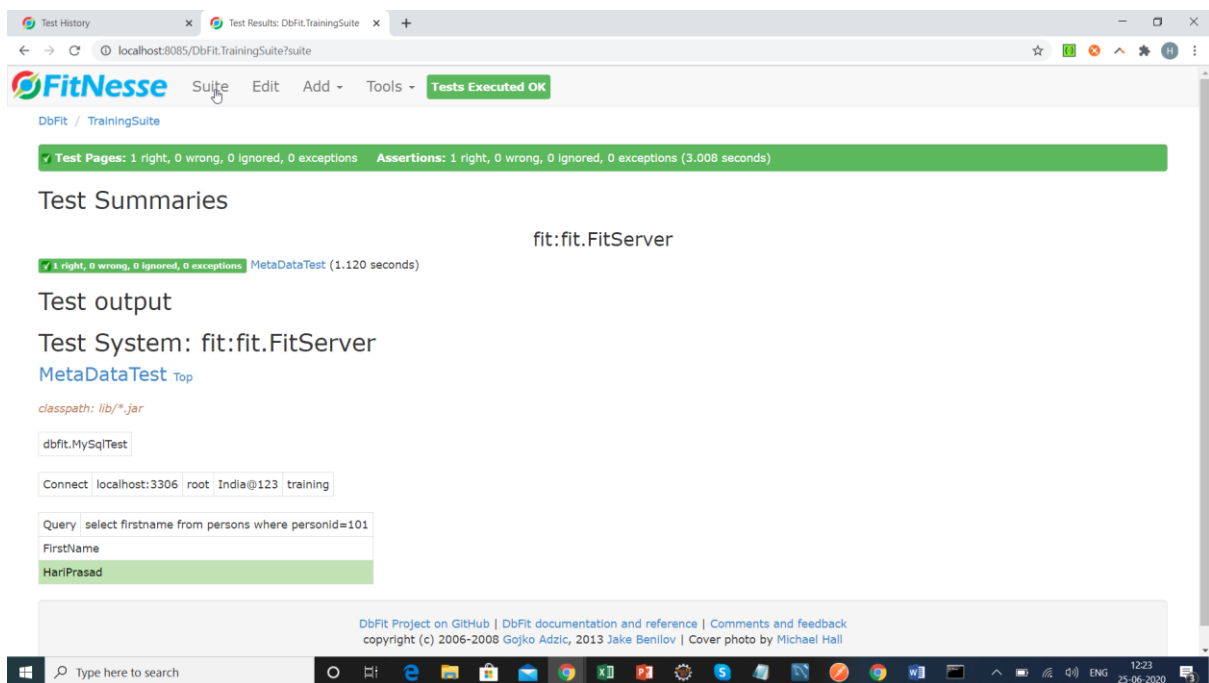 Test History
Test Results: DbFit.TrainingSuite
localhost:8085/DbFit.TrainingSuite?suite
H
FitNesse Suite Edit Add Tools Tests Executed OK
DbFit / TrainingSuite
Test Pages: 1 right, 0 wrong, 0 ignored, 0 exceptions Assertions: 1 right, 0 wrong, 0 ignored, 0 exceptions (3.008 seconds)
Test Summaries
fit:fit.FitServer
1 right, 0 wrong, 0 ignored, 0 exceptions MetaDataTest (1.120 seconds)
Test output
Test System: fit:fit.FitServer
MetaDataTest Top
classpath: lib/*.jar
dbfit.MySqlTest
Connect localhost:3306 root India@123 training
Query select firstname from persons where personid=101
FirstName
HariPrasad
DbFit Project on GitHub | DbFit documentation and reference | Comments and feedback
copyright (c) 2006-2008 Gojko Adzic, 2013 Jake Benilov | Cover photo by Michael Hall
Type here to search
ENG
12:23
25-06-2020
3